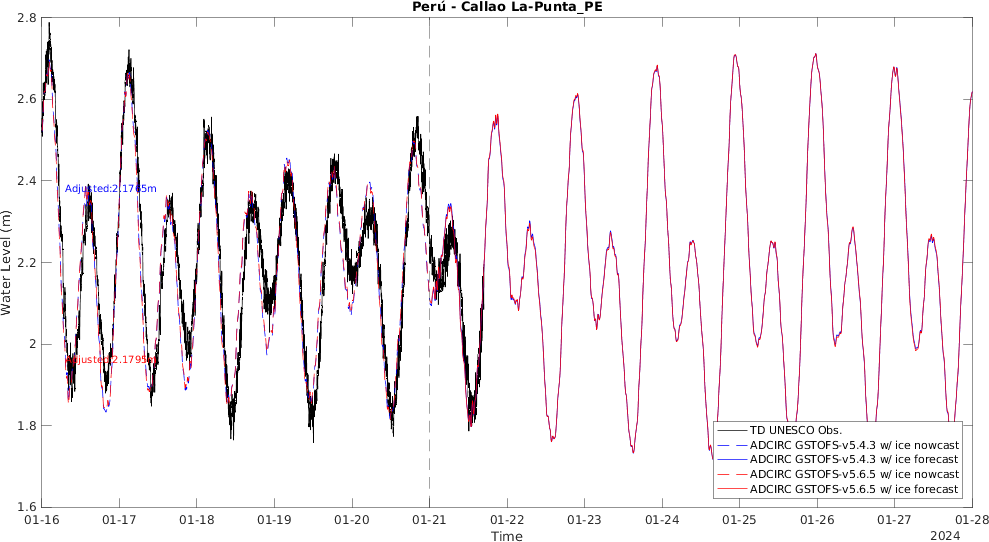 Perú - Callao La-Punta_PE
2.8
2.6
2.4
2.2
2
1.8
1.6
Water Level (m)
Adjusted:2.1765m
Adjusted:2.1795m
TD UNESCO Obs.
ADCIRC GSTOFS-v5.4.3 w/ ice nowcast
ADCIRC GSTOFS-v5.4.3 w/ ice forecast
ADCIRC GSTOFS-v5.6.5 w/ ice nowcast
ADCIRC GSTOFS-v5.6.5 w/ ice forecast
01-16 01-17 01-18 01-19 01-20 01-21 01-22 01-23 01-24 01-25 01-26 01-27 01-28
Time
2024